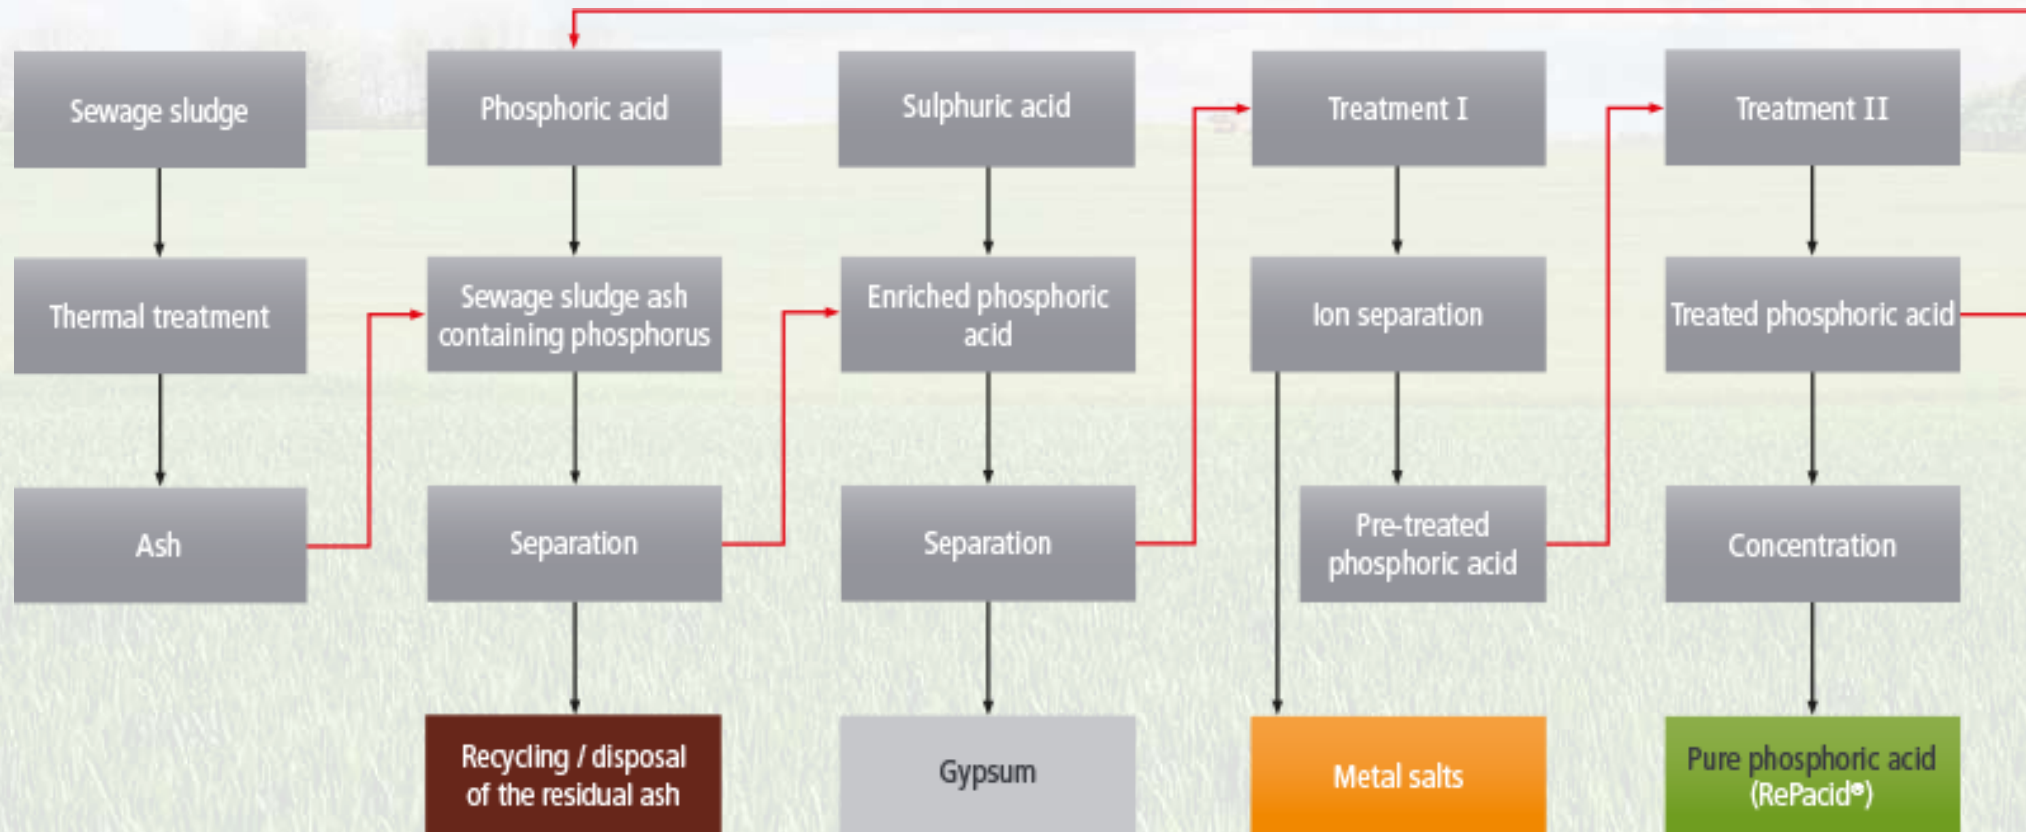 Sewage sludge
Thermal treatment
Ash
Phosphoric acid
Sewage sludge ash
containing phosphorus
Separation
Recycling / disposal
of the residual ash
Sulphuric acid
Enriched phosphoric
acid
Separation
Gypsum
Treatment I
Ion separation
Pre-treated
phosphoric acid
Metal salts
Treatment II
Treated phosphoric acid
Concentration
Pure phosphoric acid
(RePacid®)